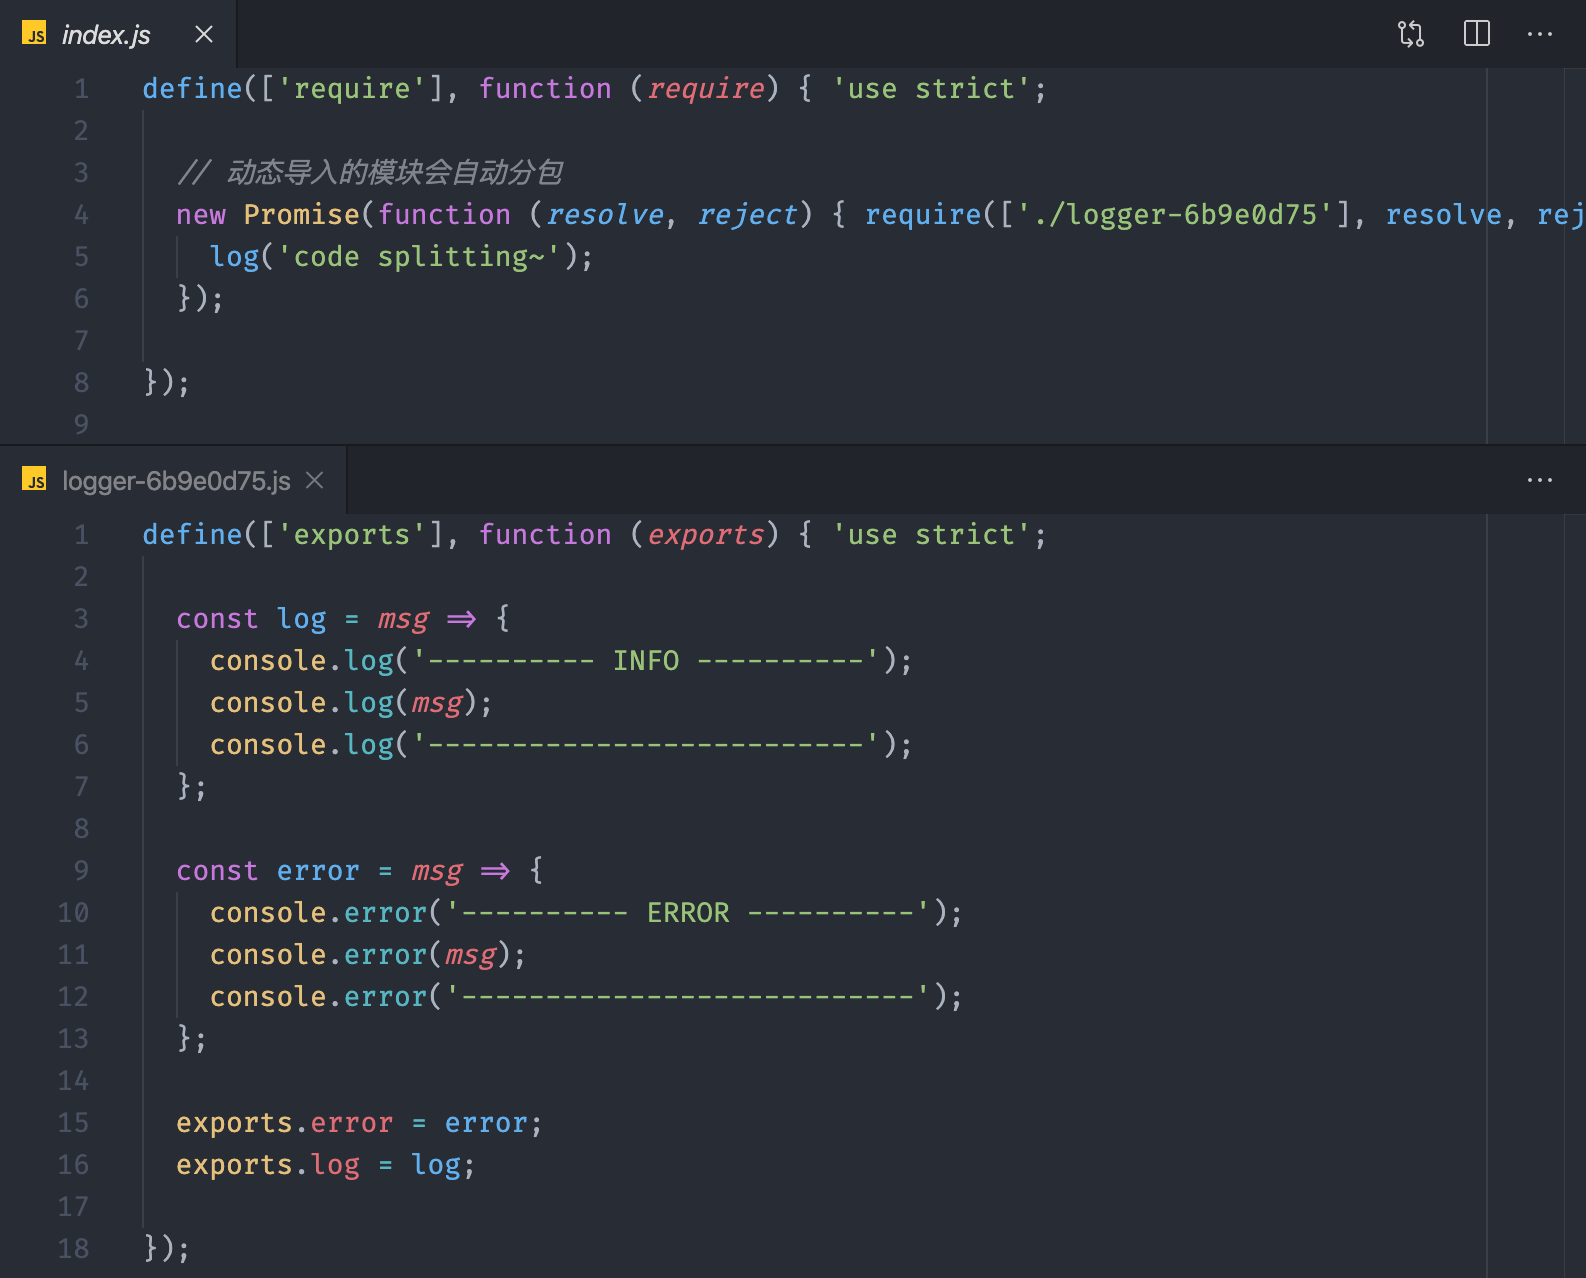 JS index.js
1 define(['require'], function (require) { 'use strict';
2
3 // 动态导入的模块会自动分包
4 new Promise(function (resolve, reject) { require(['./logger-6b9e0d75'], resolve, rej
5 log('code splitting~');
6 });
7
8 });
9
JS logger-6b9e0d75.js
1 define(['exports'], function (exports) { 'use strict';
2
3 const log = msg => {
4 console.log('---------- INFO ----------');
5 console.log(msg);
6 console.log('--------------------------');
7 };
8
9 const error = msg => {
10 console.error('---------- ERROR ----------');
11 console.error(msg);
12 console.error('---------------------------');
13 };
14
15 exports.error = error;
16 exports.log = log;
17
18 });